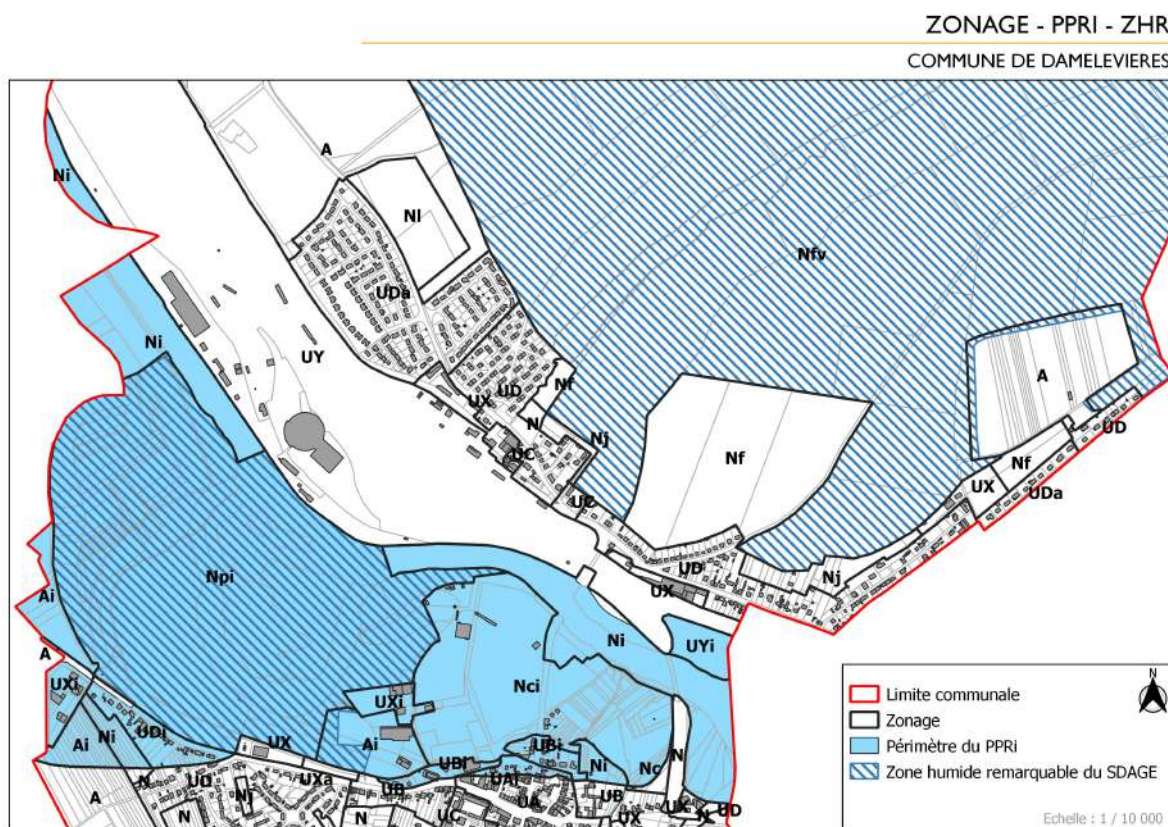 ZONAGE - PPRI - ZHR
COMMUNE DE DAMELEVIERES
A
Ni
Nl
Nfv
UDa
Ni
UY
A
Nf
UD
UX
N
Nj
UD
UC
Nf
Nf
UX
UC
UDa
Npi
UD
Nj
UX
Ai
Ni
UYi
A
Nci
UXi
UXi
UDi
Ni
Ai
UX
Ai
UBi
N
UBi
Ni
Nc
UXa
UAi
N
UD
A
Nj
UB
UA
UB
UX
N
UD
N
N
UC
UX
Limite communale
Zonage
Périmètre du PPRi
Zone humide remarquable du SDAGE
N
Echelle : 1 / 10 000